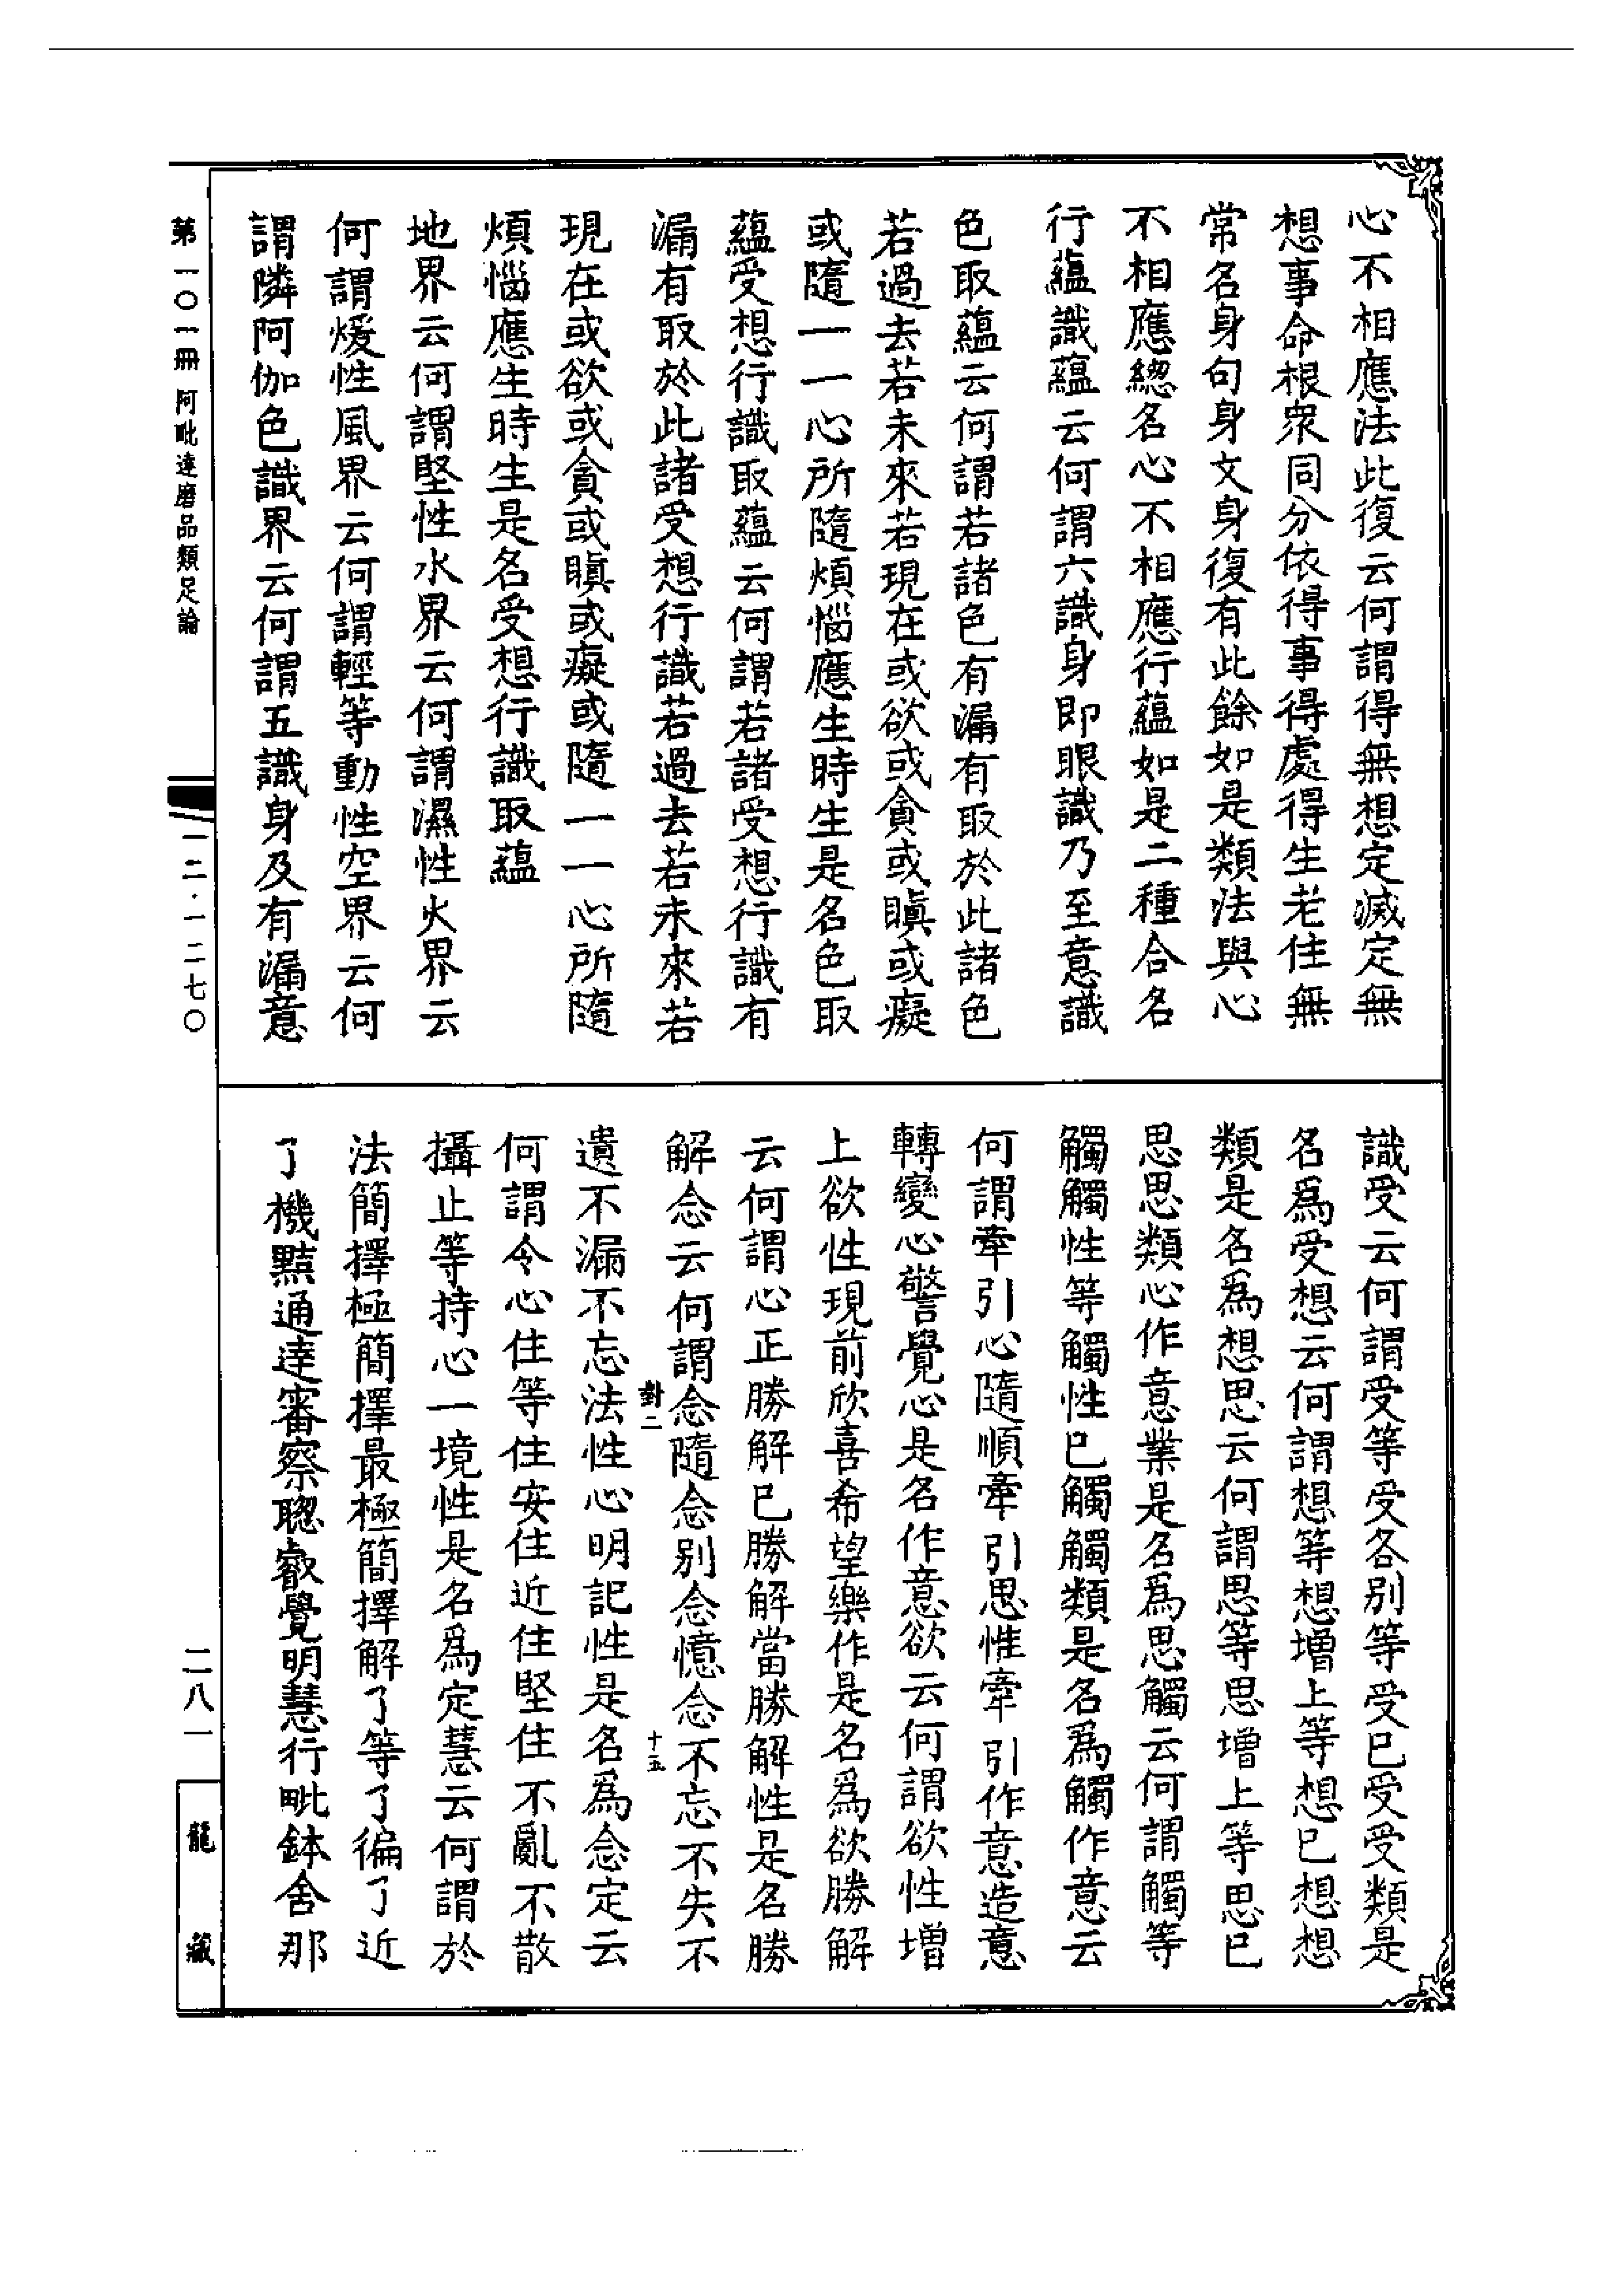 心不相應法此復云何謂得無想定滅定無
想事命根衆同分依得事得處得生老住無
常名身句身文身復有此餘如是類法與心
不相應總名心不相應行蘊如是二種合名
行蘊識蘊云何謂六識身即眼識乃至意識
色取蘊云何謂若諸色有漏有取於此諸色
若過去若未來若現在或欲或貪或瞋或癡
或隨一一心所隨煩惱應生時生是名色取
蘊受想行識取蘊云何謂若諸受想行識有
漏有取於此諸受想行識若過去若未來若
現在或欲或貪或瞋或癡或隨一一心所隨
煩惱應生時生是名受想行識取蘊
地界云何謂堅性水界云何謂濕性火界云
何謂煖性風界云何謂輕等動性空界云何
謂隣阿伽色識界云何謂五識身及有漏意
識受云何謂受等受各別等受已受受類是
名爲受想云何謂想等想增上等想已想想
類是名爲想思云何謂思等思增上等思已
思思類心作意業是名爲思觸云何謂觸等
觸觸性等觸性已觸觸類是名爲觸作意云
何謂牽引心隨順牽引思惟牽引作意造意
轉變心警覺心是名作意欲云何謂欲性增
上欲性現前欣喜希望樂作是名爲欲勝解
云何謂心正勝解已勝解當勝解性是名勝
解念云何謂念隨念別念憶念不忘不失不
對二
十五
遺不漏不忘法性心明記性是名爲念定云
何謂令心住等住安住近住堅住不亂不散
攝止等持心一境性是名爲定慧云何謂於
法簡擇極簡擇最極簡擇解了等了徧了近
了機黠通達審察聰叡覺明慧行毗鉢舍那
第一〇一冊 阿毗達磨品類足論
一二·一二七〇
二八一
龍藏